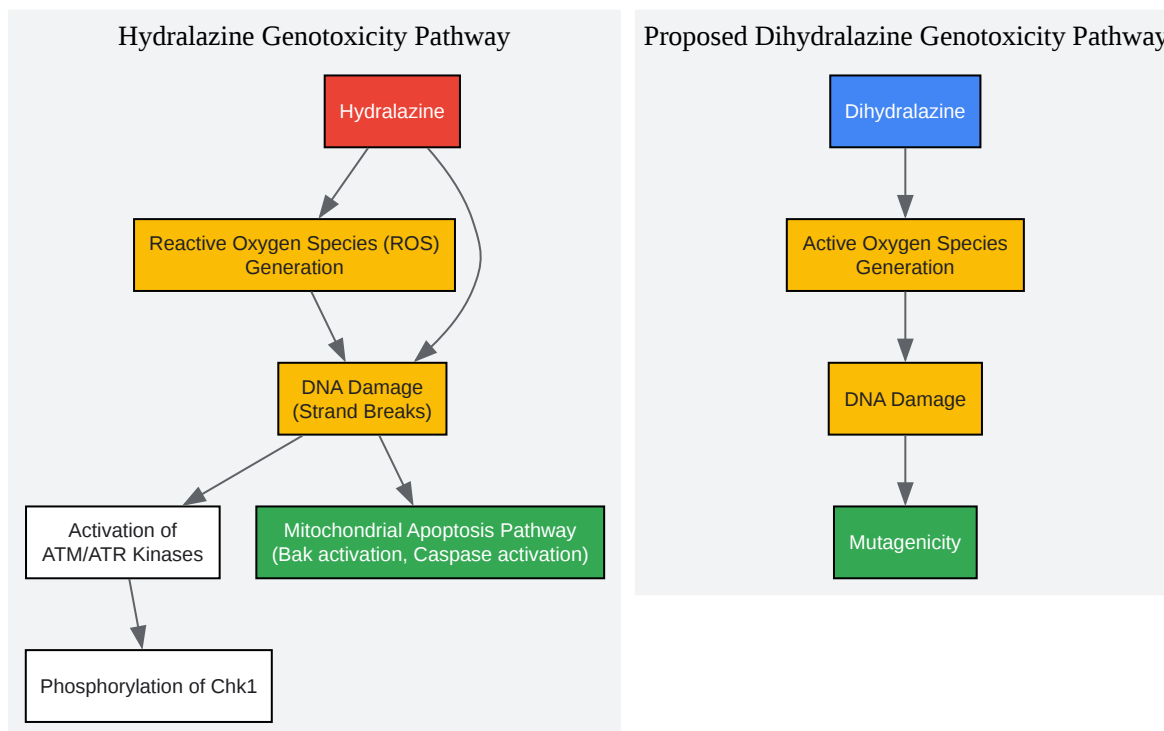 Hydralazine Genotoxicity Pathway
Hydralazine
Reactive Oxygen Species (ROS)
Generation
DNA Damage
(Strand Breaks)
Activation of
ATM/ATR Kinases
Mitochondrial Apoptosis Pathway
(Bak activation, Caspase activation)
Phosphorylation of Chk1
Proposed Dihydralazine Genotoxicity Pathway
Dihydralazine
Active Oxygen Species
Generation
DNA Damage
Mutagenicity